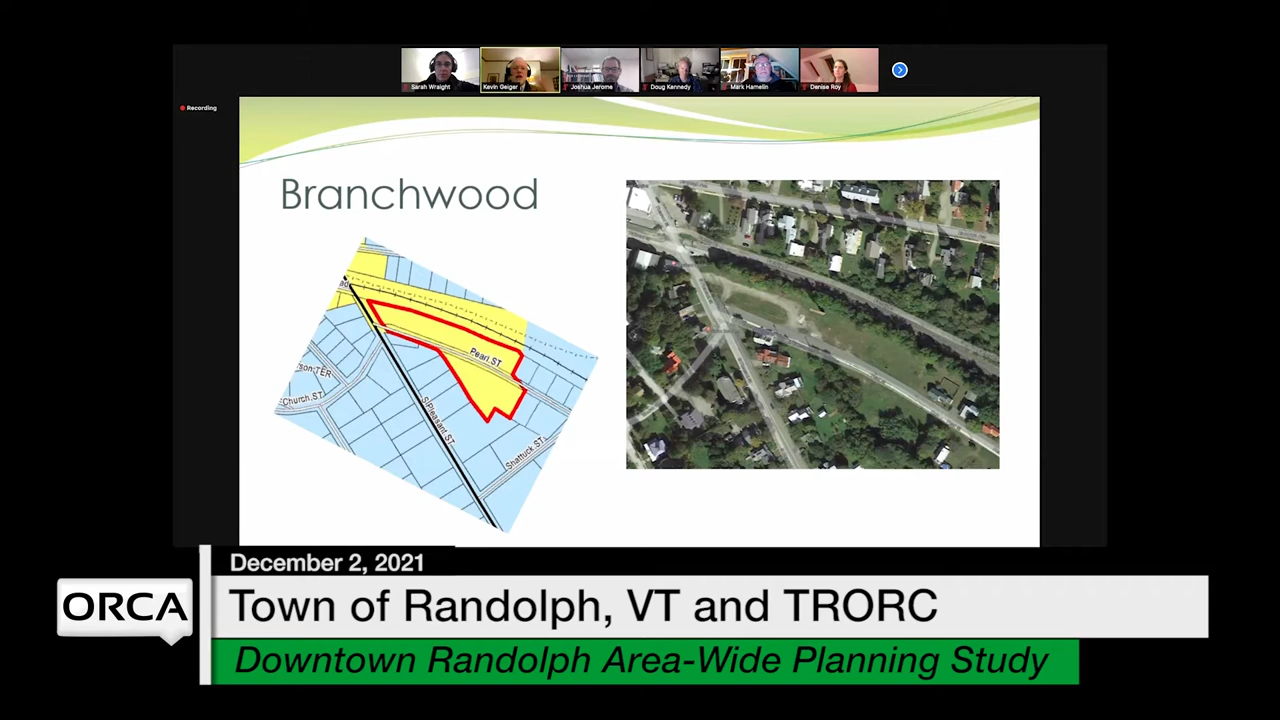 Sarah Wraight
Kevin Geiger
Joshua Jerome
Doug Kennedy
Mark Hamelin
Denise Roy
Recording
Branchwood
Pearl ST
son TER
Church ST
S Pleasant ST
Shattuck ST
December 2, 2021
ORCA
Town of Randolph, VT and TRORC
Downtown Randolph Area-Wide Planning Study